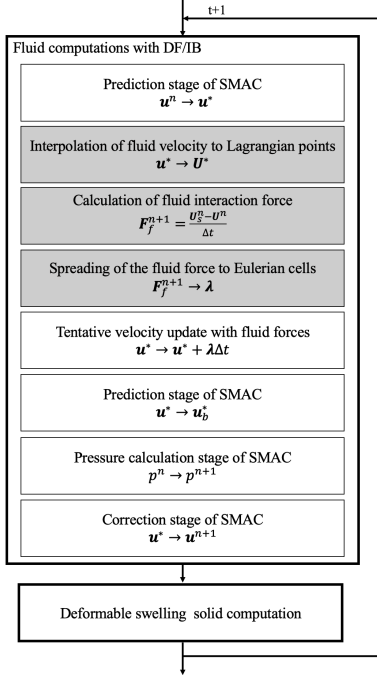 t+1
Fluid computations with DF/IB
Prediction stage of SMAC
𝒖ⁿ → 𝒖*
Interpolation of fluid velocity to Lagrangian points
𝒖* → 𝑼*
Calculation of fluid interaction force
𝑭_f^{n+1} = (𝑼_s^n − 𝑼^n)/Δt
Spreading of the fluid force to Eulerian cells
𝑭_f^{n+1} → 𝝀
Tentative velocity update with fluid forces
𝒖* → 𝒖* + 𝝀Δt
Prediction stage of SMAC
𝒖* → 𝒖_b^*
Pressure calculation stage of SMAC
pⁿ → pⁿ⁺¹
Correction stage of SMAC
𝒖* → 𝒖ⁿ⁺¹
Deformable swelling solid computation